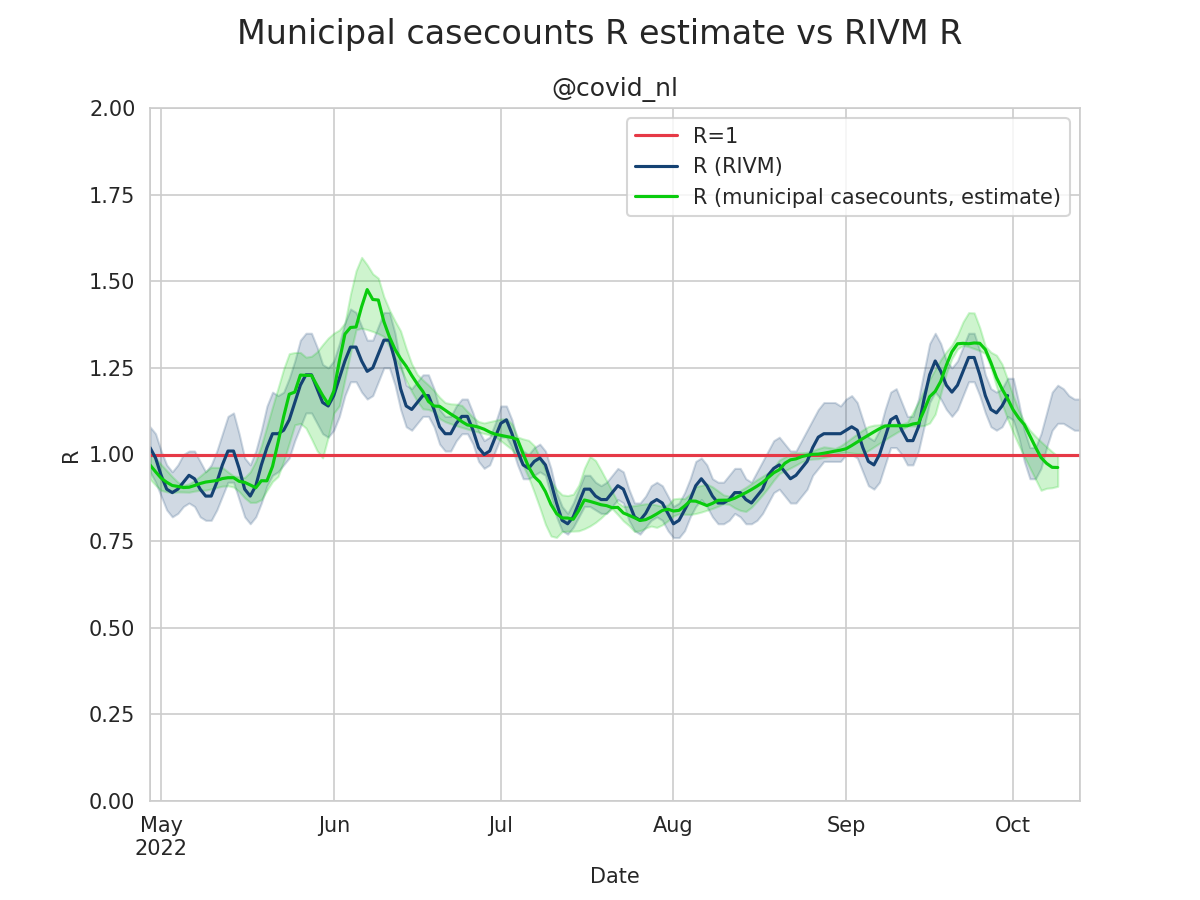 Municipal casecounts R estimate vs RIVM R
@covid_nl
2.00
1.75
1.50
1.25
1.00
0.75
0.50
0.25
0.00
R
R=1
R (RIVM)
R (municipal casecounts, estimate)
May Jun Jul Aug Sep Oct
2022
Date